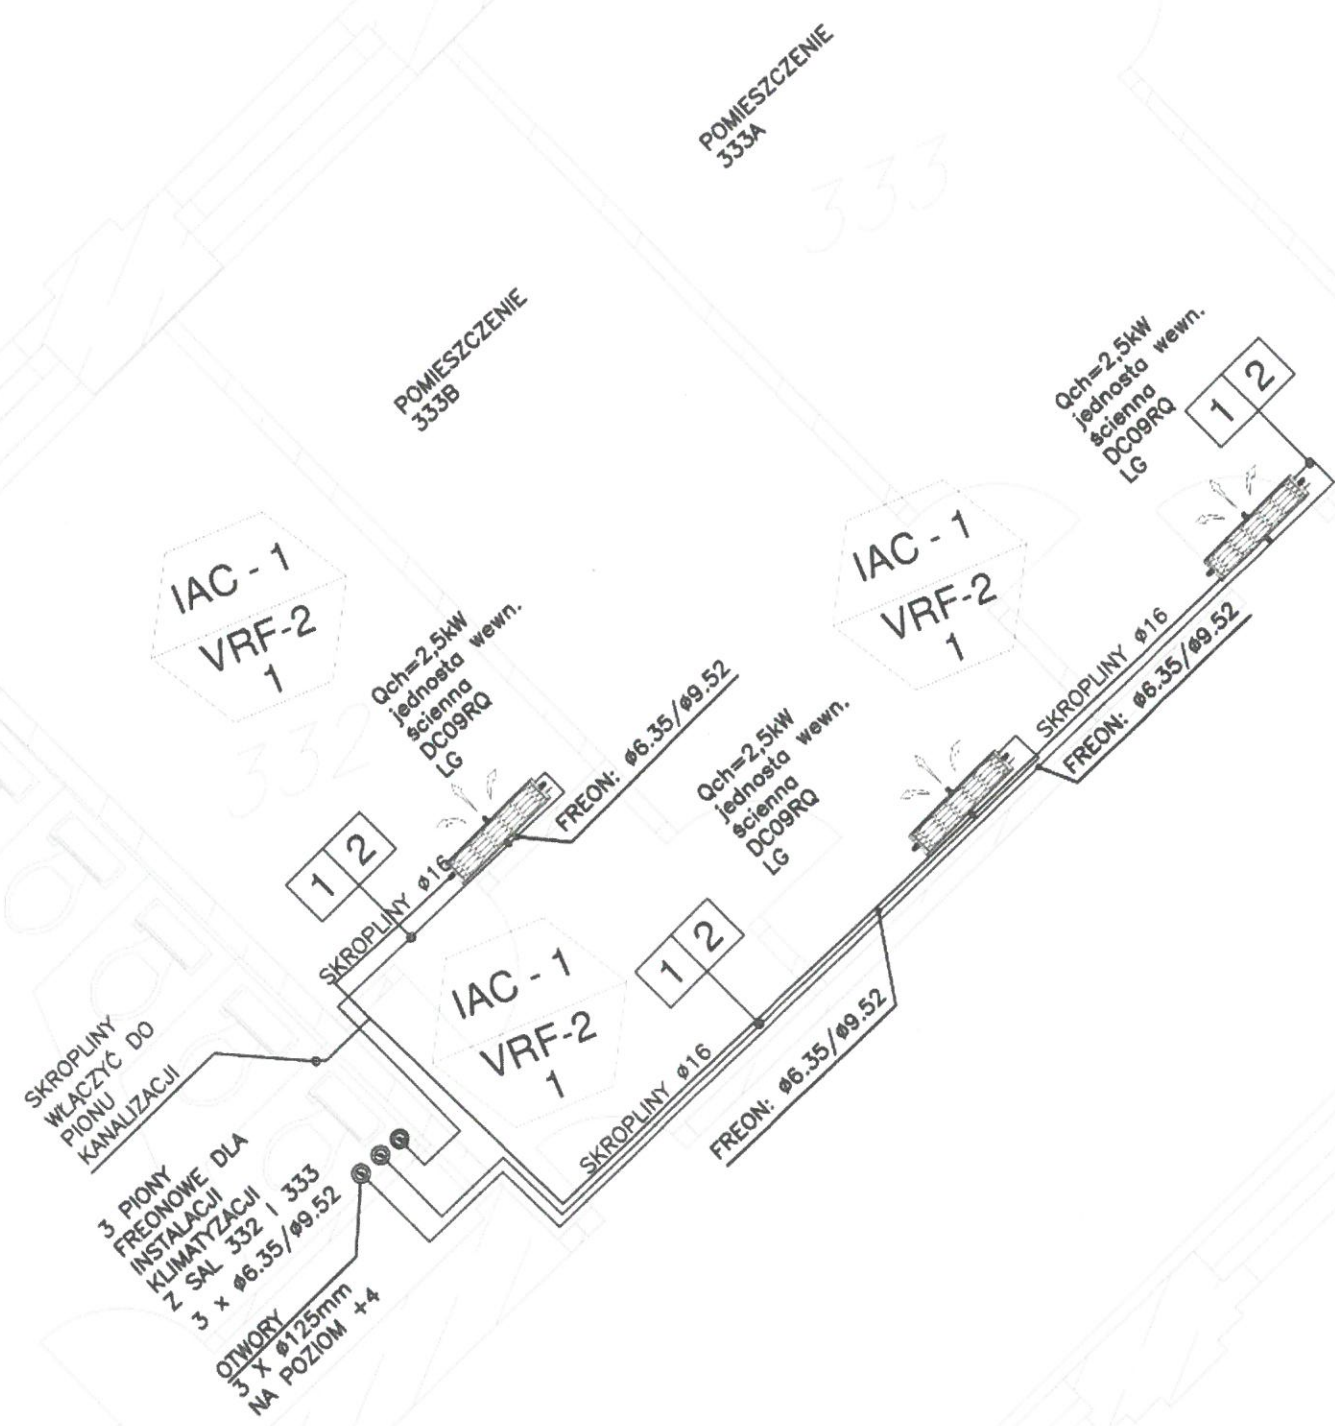 POMIESZCZENIE
333A
333
POMIESZCZENIE
333B
Qch=2,5kW
jednosta wewn.
ścienna
DC09RQ
LG
1 2
IAC - 1
VRF-2
1
IAC - 1
VRF-2
1
332
Qch=2,5kW
jednosta wewn.
ścienna
DC09RQ
LG
FREON: ø6.35/ø9.52
SKROPLINY ø16
FREON: ø6.35/ø9.52
Qch=2,5kW
jednosta wewn.
ścienna
DC09RQ
LG
1 2
SKROPLINY ø16
IAC - 1
VRF-2
1
1 2
SKROPLINY ø16
FREON: ø6.35/ø9.52
SKROPLINY
WŁĄCZYĆ DO
PIONU
KANALIZACJI
3 PIONY
FREONOWE DLA
INSTALACJI
KLIMATYZACJI
Z SAL 332 I 333
3 x ø6.35/ø9.52
OTWORY
3 X ø125mm
NA POZIOM +4